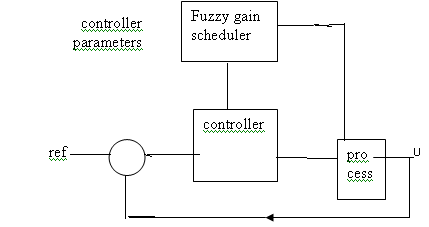 Fuzzy gain
scheduler
controller
parameters
controller
ref
pro
cess
U